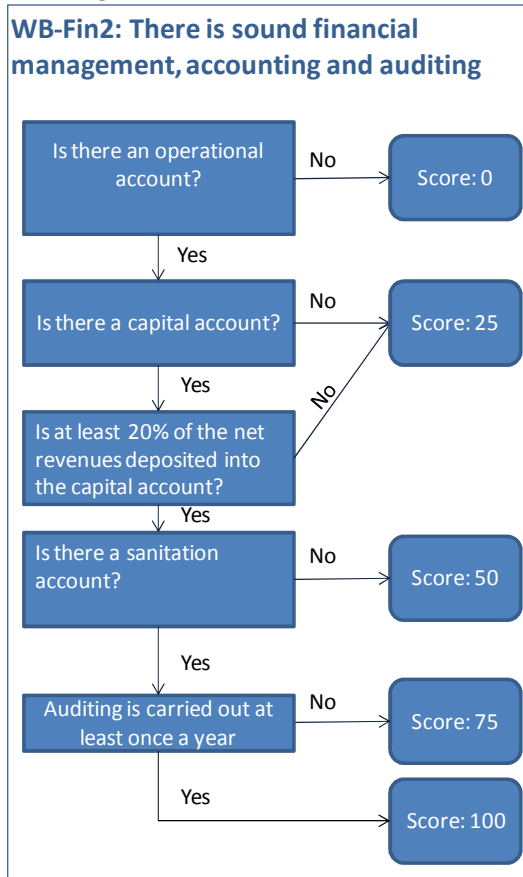 WB-Fin2: There is sound financial
management, accounting and auditing
Is there an operational
account?
No
Score: 0
Yes
Is there a capital account?
No
Score: 25
Yes
No
Is at least 20% of the net
revenues deposited into
the capital account?
Yes
Is there a sanitation
account?
No
Score: 50
Yes
Auditing is carried out at
least once a year
No
Score: 75
Yes
Score: 100